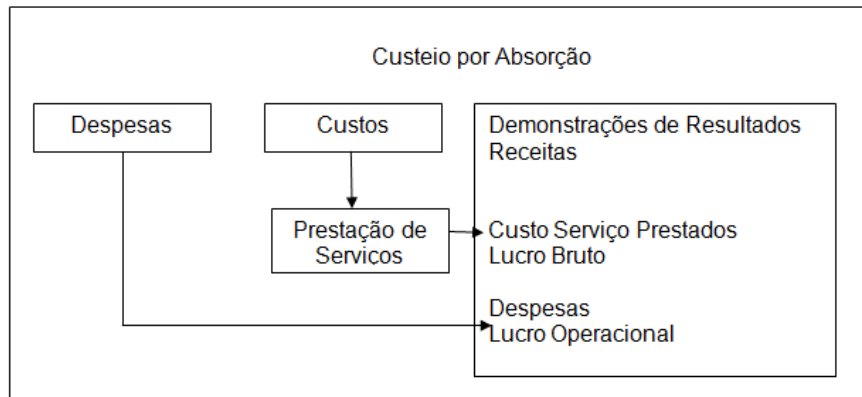 Custeio por Absorção
Despesas
Custos
Demonstrações de Resultados
Receitas
Prestação de
Serviços
Custo Serviço Prestados
Lucro Bruto
Despesas
Lucro Operacional